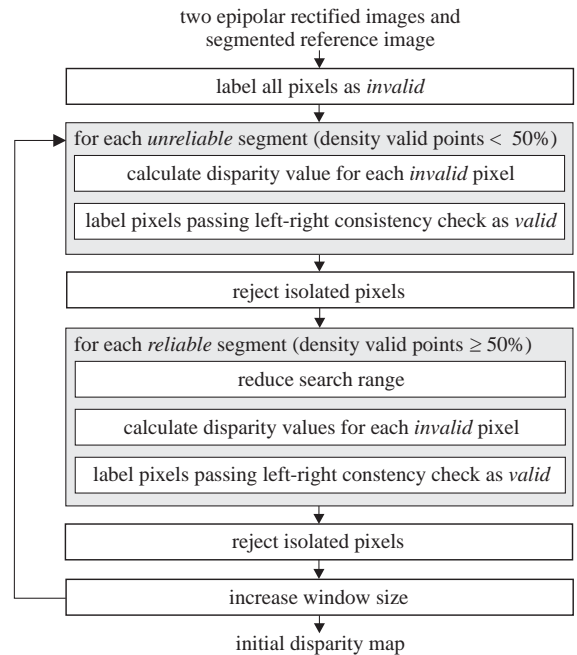 two epipolar rectified images and
segmented reference image
label all pixels as invalid
for each unreliable segment (density valid points < 50%)
calculate disparity value for each invalid pixel
label pixels passing left-right consistency check as valid
reject isolated pixels
for each reliable segment (density valid points ≥ 50%)
reduce search range
calculate disparity values for each invalid pixel
label pixels passing left-right constency check as valid
reject isolated pixels
increase window size
initial disparity map